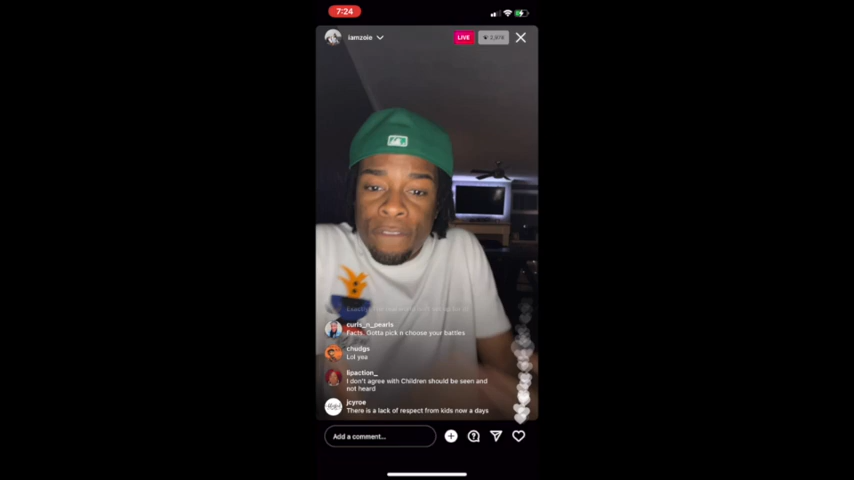 7:24
iamzoie
LIVE
curls_n_pearls
Facts. Gotta pick n choose your battles
chudgs
Lol yea
lipaction_
I don't agree with Children should be seen and
not heard
jcyroe
There is a lack of respect from kids now a days
Add a comment...